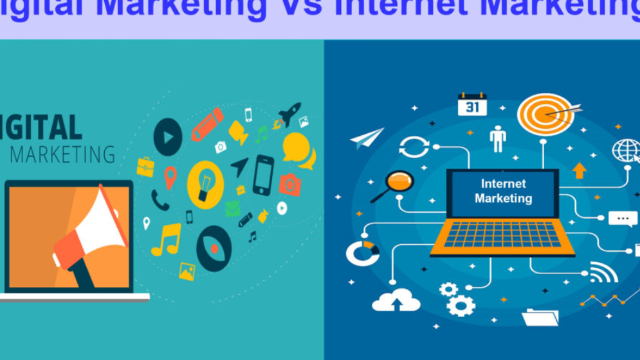 igital Marketing Vs Internet Marketing
IGITAL
MARKETING
31
Internet
Marketing